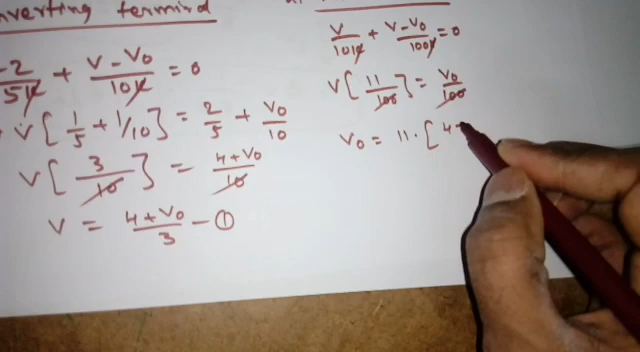 nverting terminal
-2/5k + V-V₀/10k = 0
V[1/5 + 1/10] = 2/5 + V₀/10
V[3/10] = 4+V₀/10
V = 4+V₀/3 - ①
V/10k + V-V₀/100k = 0
V[11/100] = V₀/100
V₀ = 11·[4+